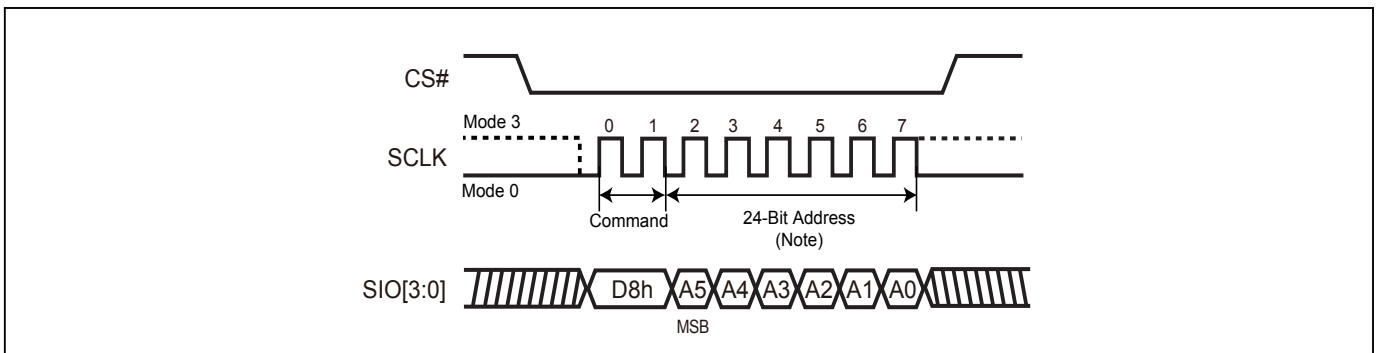 CS#
Mode 3
0 1 2 3 4 5 6 7
SCLK
Mode 0
Command
24-Bit Address
(Note)
SIO[3:0]
D8h A5 A4 A3 A2 A1 A0
MSB